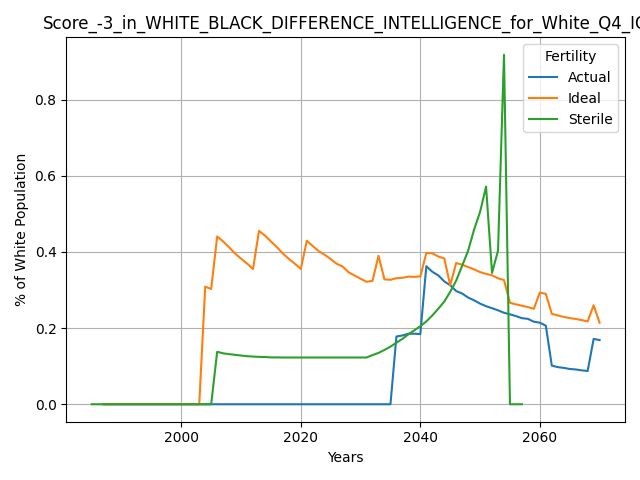 Score_-3_in_WHITE_BLACK_DIFFERENCE_INTELLIGENCE_for_White_Q4_IQ
Fertility
Actual
Ideal
Sterile
% of White Population
0.8
0.6
0.4
0.2
0.0
2000
2020
2040
2060
Years